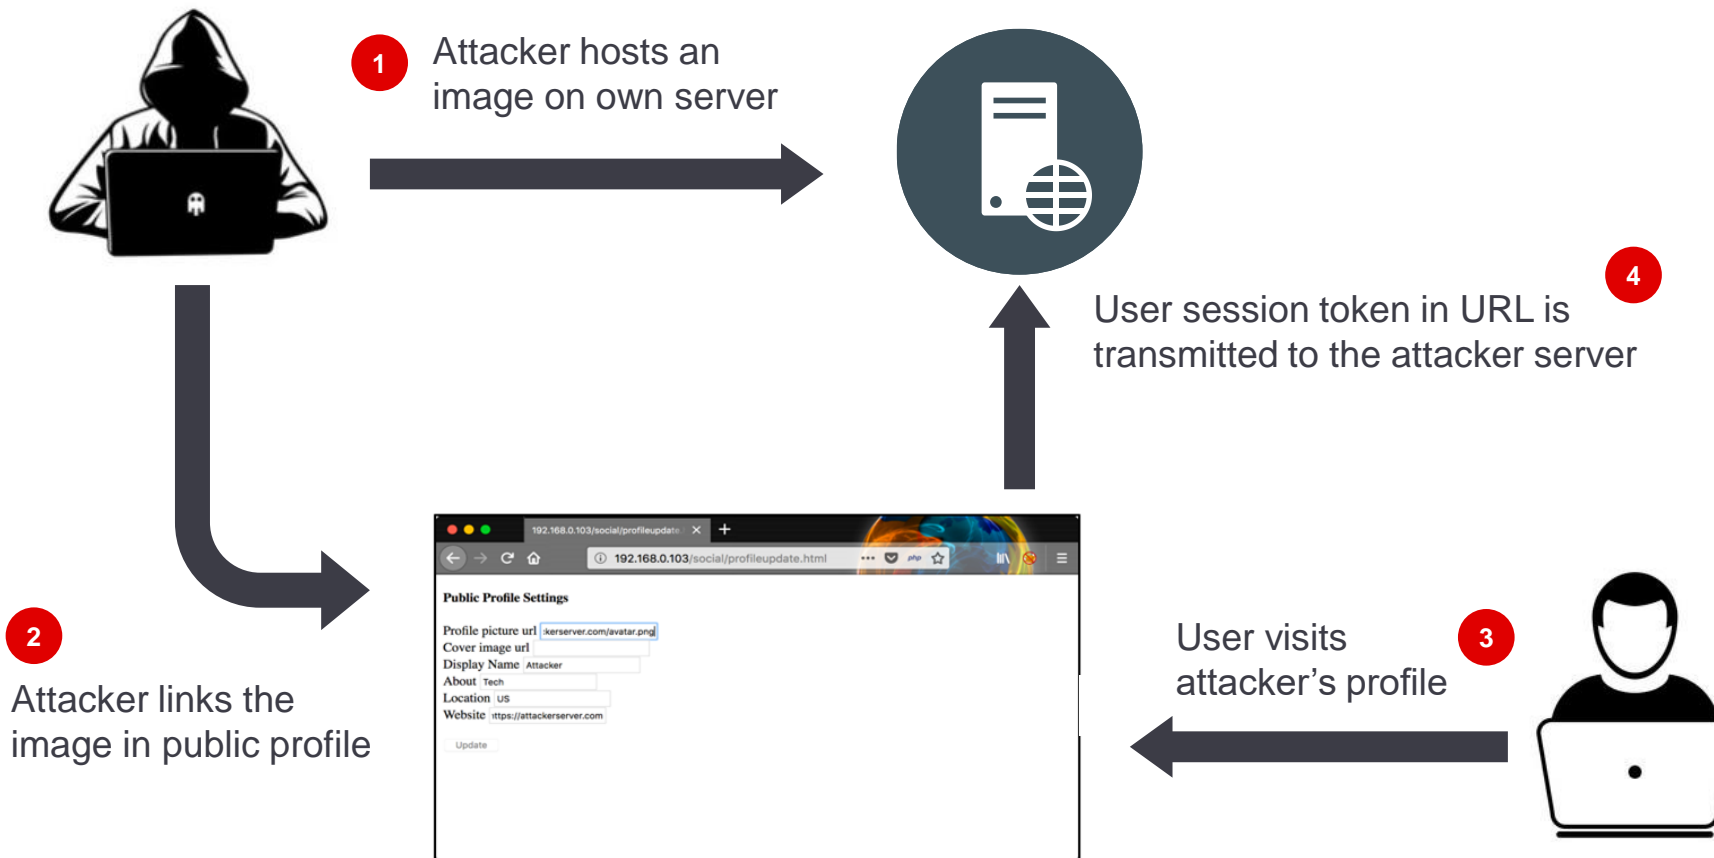 1
Attacker hosts an
image on own server
4
User session token in URL is
transmitted to the attacker server
192.168.0.103/social/profileupdate.
192.168.0.103/social/profileupdate.html
php
Public Profile Settings
Profile picture url kerserver.com/avatar.png
Cover image url
Display Name Attacker
About Tech
Location US
Website ttps://attackerserver.com
Update
2
Attacker links the
image in public profile
User visits
attacker's profile
3